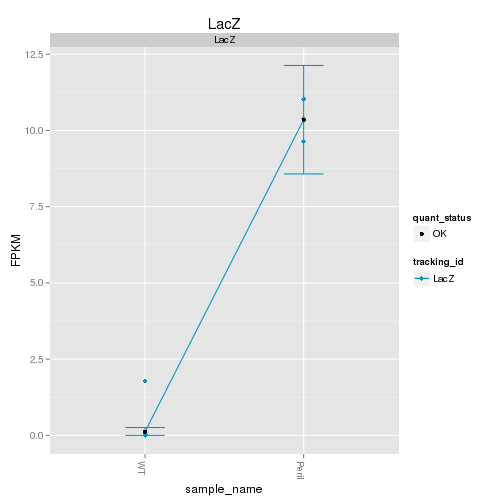 LacZ
LacZ
12.5
10.0
7.5
5.0
2.5
0.0
FPKM
WT
Peril
sample_name
quant_status
OK
tracking_id
LacZ